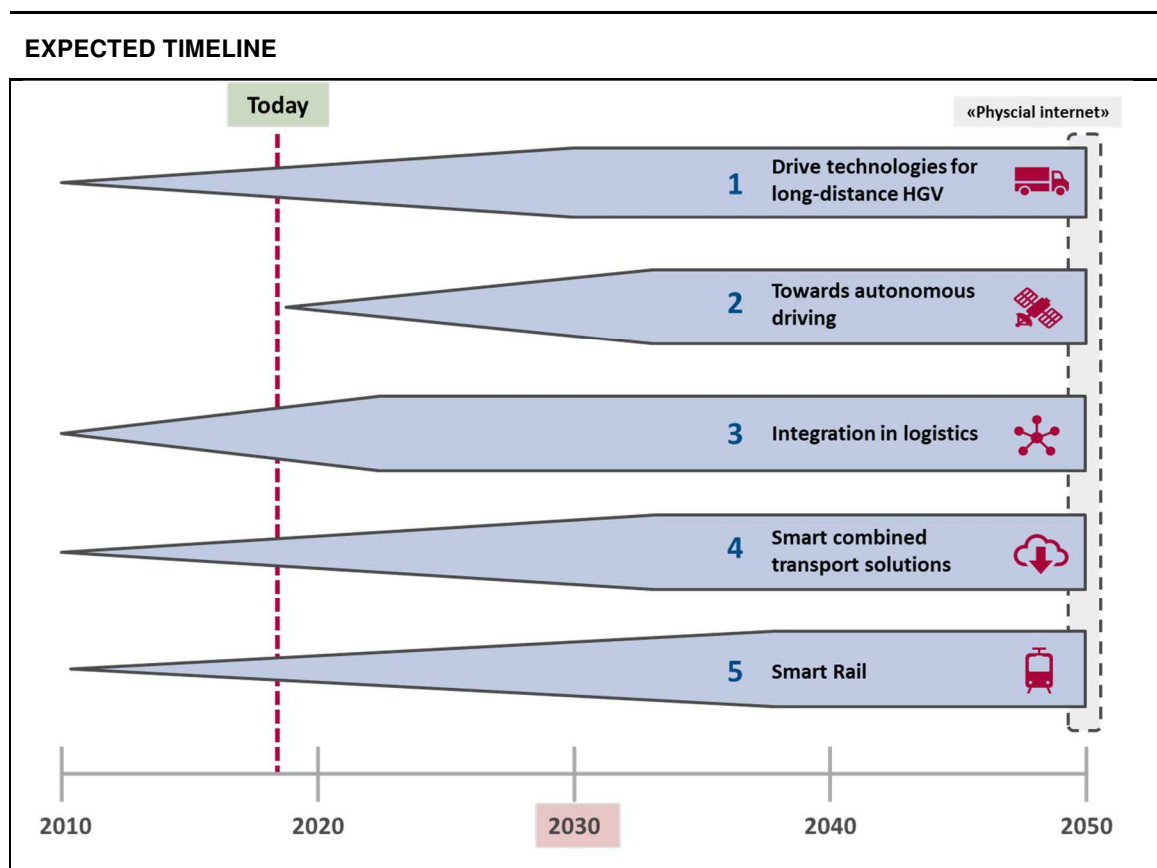 EXPECTED TIMELINE
Today
«Physcial internet»
1
Drive technologies for
long-distance HGV
2
Towards autonomous
driving
3
Integration in logistics
4
Smart combined
transport solutions
5
Smart Rail
2010
2020
2030
2040
2050